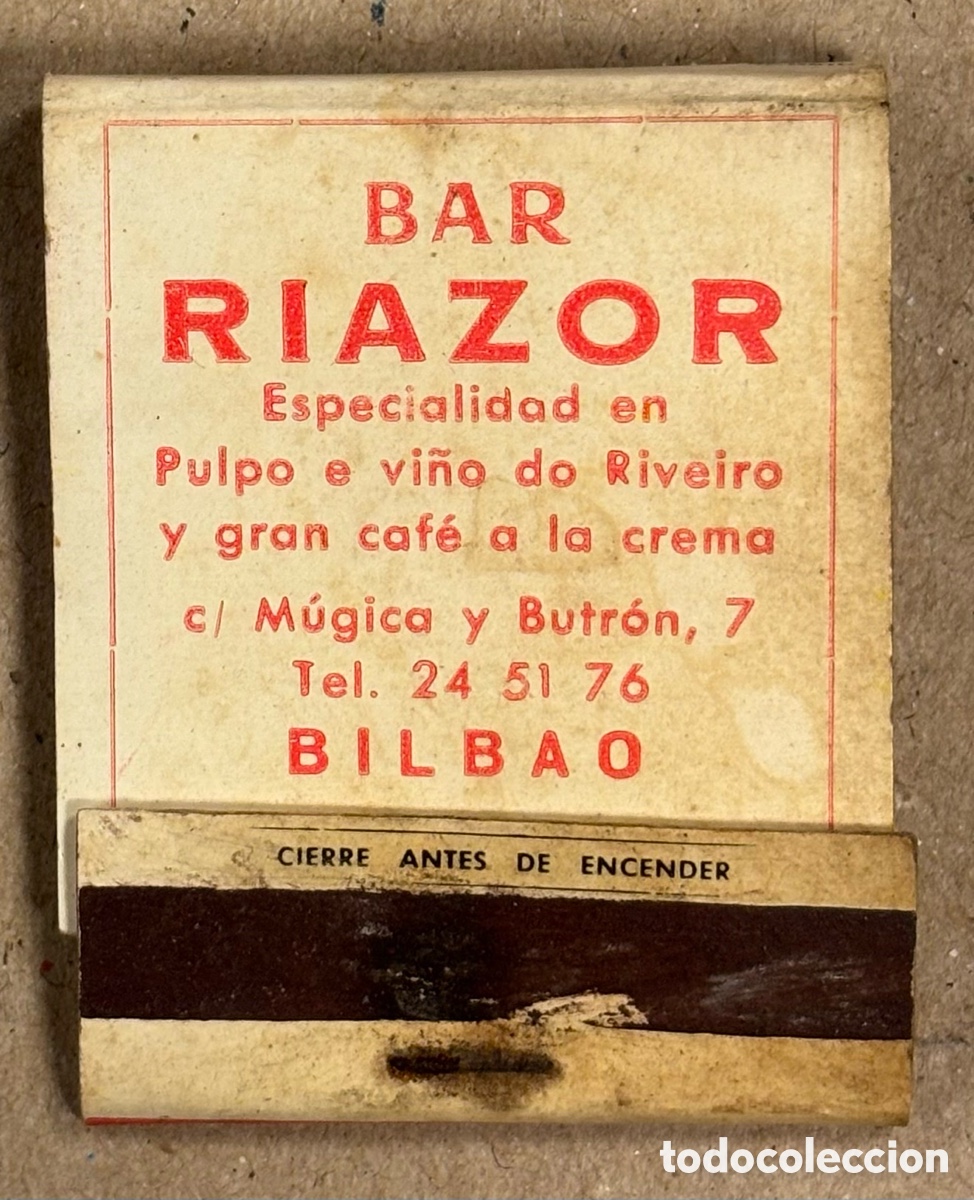 BAR
RIAZOR
Especialidad en
Pulpo e viño do Riveiro
y gran café a la crema
c/ Múgica y Butrón, 7
Tel. 24 51 76
BILBAO
CIERRE ANTES DE ENCENDER
todocoleccion